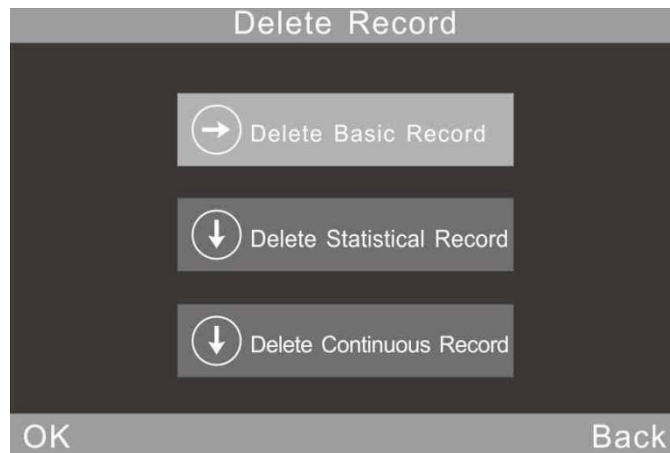 Delete Record
Delete Basic Record
Delete Statistical Record
Delete Continuous Record
OK Back